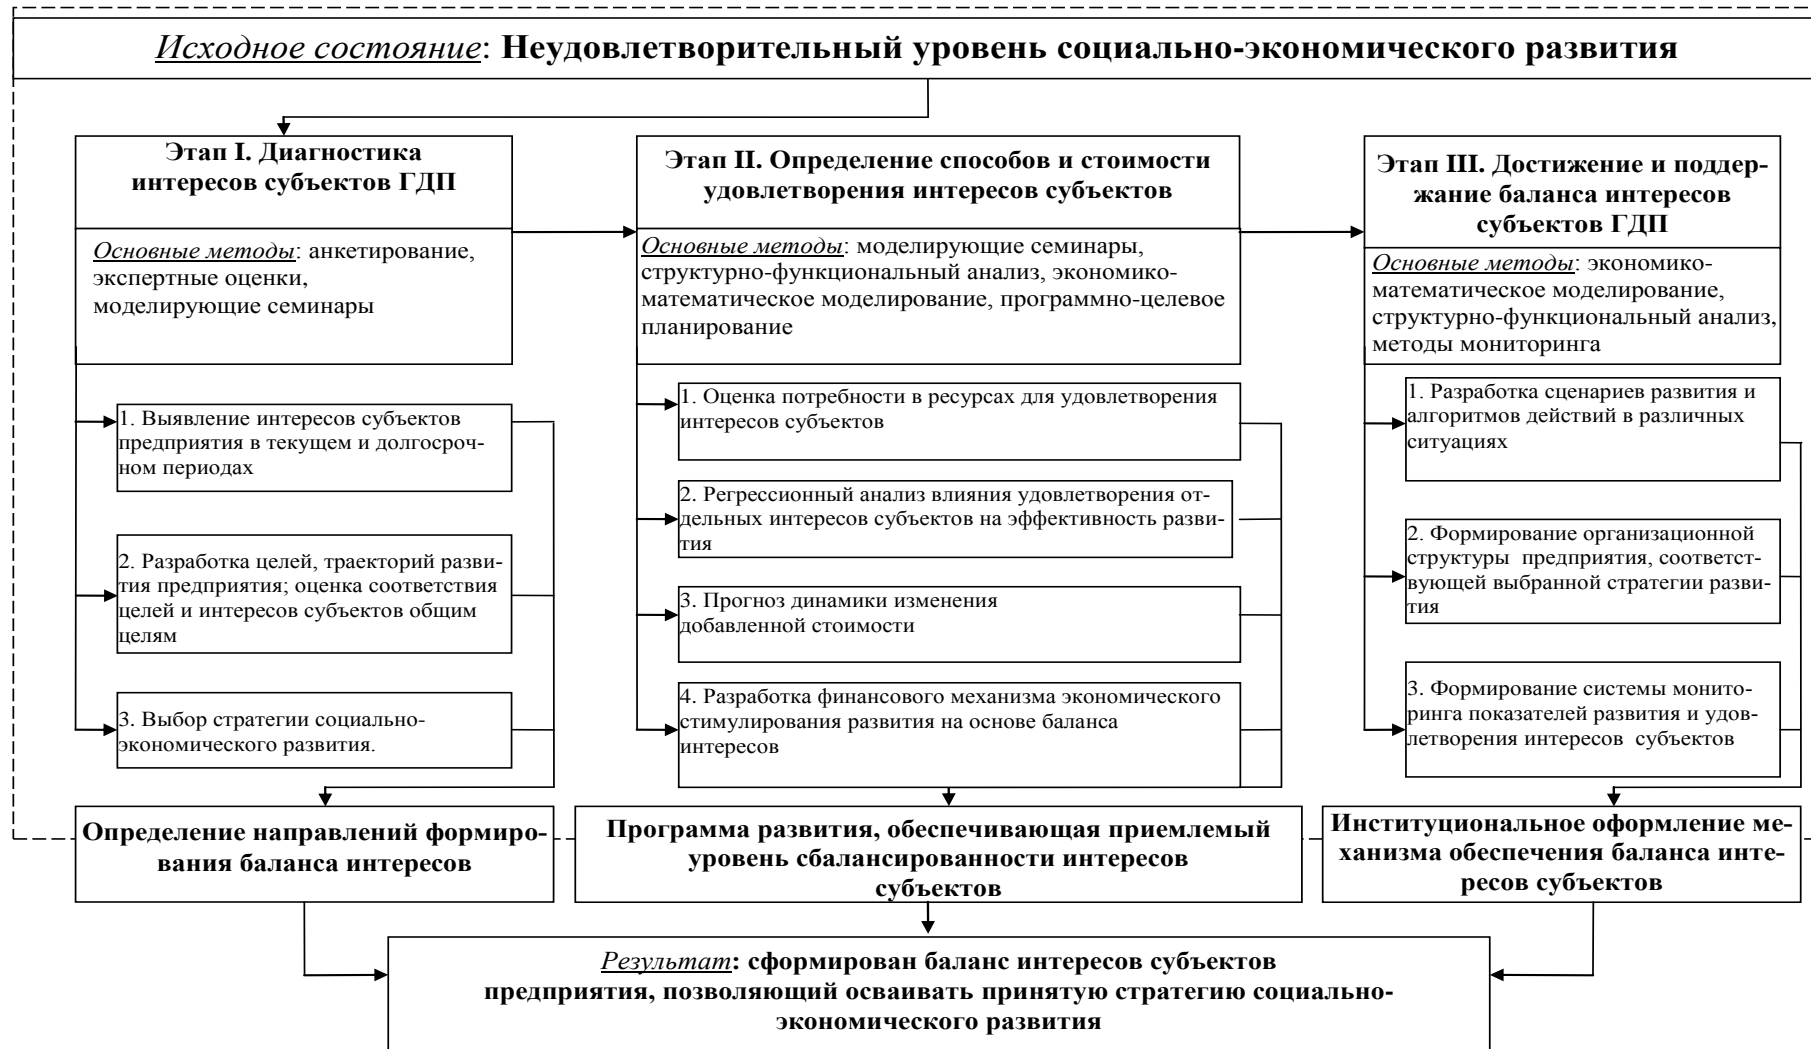 Исходное состояние: Неудовлетворительный уровень социально-экономического развития
Этап I. Диагностика
интересов субъектов ГДП
Основные методы: анкетирование,
экспертные оценки,
моделирующие семинары
1. Выявление интересов субъектов
предприятия в текущем и долгосроч-
ном периодах
2. Разработка целей, траекторий разви-
тия предприятия; оценка соответствия
целей и интересов субъектов общим
целям
3. Выбор стратегии социально-
экономического развития.
Определение направлений формиро-
вания баланса интересов
Этап II. Определение способов и стоимости
удовлетворения интересов субъектов
Основные методы: моделирующие семинары,
структурно-функциональный анализ, экономико-
математическое моделирование, программно-целевое
планирование
1. Оценка потребности в ресурсах для удовлетворения
интересов субъектов
2. Регрессионный анализ влияния удовлетворения от-
дельных интересов субъектов на эффективность разви-
тия
3. Прогноз динамики изменения
добавленной стоимости
4. Разработка финансового механизма экономического
стимулирования развития на основе баланса
интересов
Программа развития, обеспечивающая приемлемый
уровень сбалансированности интересов
субъектов
Этап III. Достижение и поддер-
жание баланса интересов
субъектов ГДП
Основные методы: экономико-
математическое моделирование,
структурно-функциональный анализ,
методы мониторинга
1. Разработка сценариев развития и
алгоритмов действий в различных
ситуациях
2. Формирование организационной
структуры предприятия, соответст-
вующей выбранной стратегии разви-
тия
3. Формирование системы монито-
ринга показателей развития и удов-
летворения интересов субъектов
Институциональное оформление ме-
ханизма обеспечения баланса инте-
ресов субъектов
Результат: сформирован баланс интересов субъектов
предприятия, позволяющий осваивать принятую стратегию социально-
экономического развития